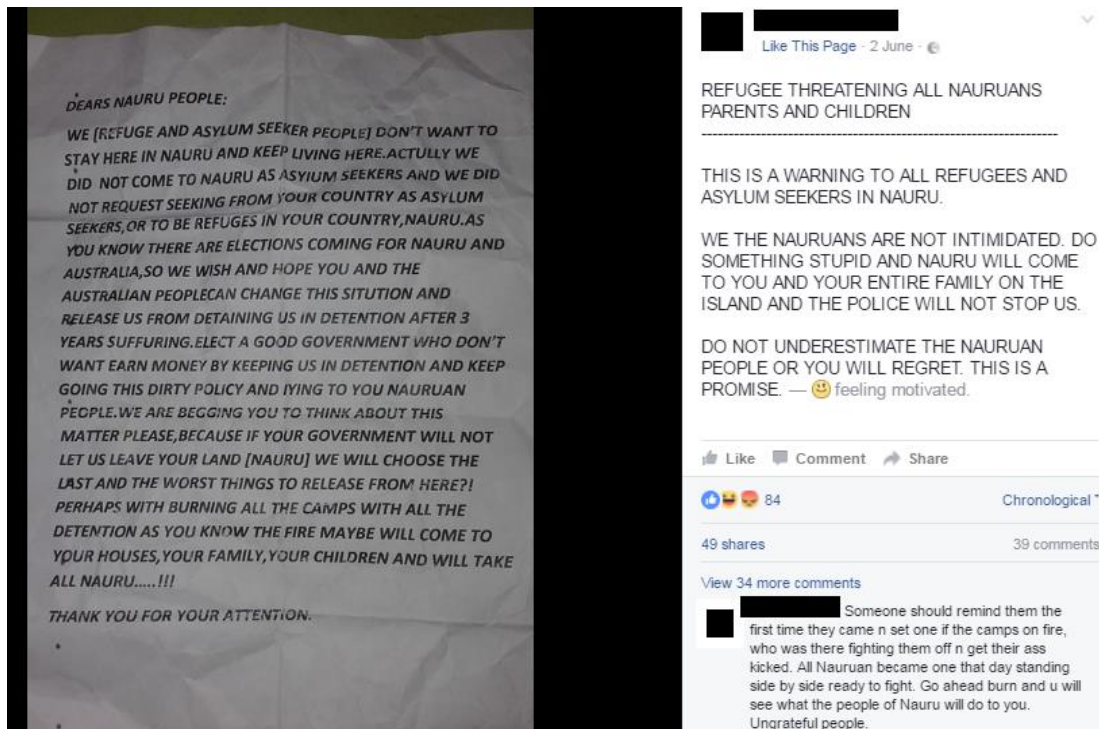 DEARS NAURU PEOPLE:
WE [REFUGE AND ASYLUM SEEKER PEOPLE] DON'T WANT TO
STAY HERE IN NAURU AND KEEP LIVING HERE.ACTULLY WE
DID NOT COME TO NAURU AS ASYIUM SEEKERS AND WE DID
NOT REQUEST SEEKING FROM YOUR COUNTRY AS ASYLUM
SEEKERS,OR TO BE REFUGES IN YOUR COUNTRY,NAURU.AS
YOU KNOW THERE ARE ELECTIONS COMING FOR NAURU AND
AUSTRALIA,SO WE WISH AND HOPE YOU AND THE
AUSTRALIAN PEOPLECAN CHANGE THIS SITUTION AND
RELEASE US FROM DETAINING US IN DETENTION AFTER 3
YEARS SUFFURING.ELECT A GOOD GOVERNMENT WHO DON'T
WANT EARN MONEY BY KEEPING US IN DETENTION AND KEEP
GOING THIS DIRTY POLICY AND IYING TO YOU NAURUAN
PEOPLE.WE ARE BEGGING YOU TO THINK ABOUT THIS
MATTER PLEASE,BECAUSE IF YOUR GOVERNMENT WILL NOT
LET US LEAVE YOUR LAND [NAURU] WE WILL CHOOSE THE
LAST AND THE WORST THINGS TO RELEASE FROM HERE?!
PERHAPS WITH BURNING ALL THE CAMPS WITH ALL THE
DETENTION AS YOU KNOW THE FIRE MAYBE WILL COME TO
YOUR HOUSES,YOUR FAMILY,YOUR CHILDREN AND WILL TAKE
ALL NAURU.....!!!
THANK YOU FOR YOUR ATTENTION.
Like This Page · 2 June ·
REFUGEE THREATENING ALL NAURUANS
PARENTS AND CHILDREN
---------------------------------------------------------------
THIS IS A WARNING TO ALL REFUGEES AND
ASYLUM SEEKERS IN NAURU.
WE THE NAURUANS ARE NOT INTIMIDATED. DO
SOMETHING STUPID AND NAURU WILL COME
TO YOU AND YOUR ENTIRE FAMILY ON THE
ISLAND AND THE POLICE WILL NOT STOP US.
DO NOT UNDERESTIMATE THE NAURUAN
PEOPLE OR YOU WILL REGRET. THIS IS A
PROMISE. — 😃 feeling motivated.
Like Comment Share
84 Chronological
49 shares 39 comments
View 34 more comments
Someone should remind them the
first time they came n set one if the camps on fire,
who was there fighting them off n get their ass
kicked. All Nauruan became one that day standing
side by side ready to fight. Go ahead burn and u will
see what the people of Nauru will do to you.
Ungrateful people.